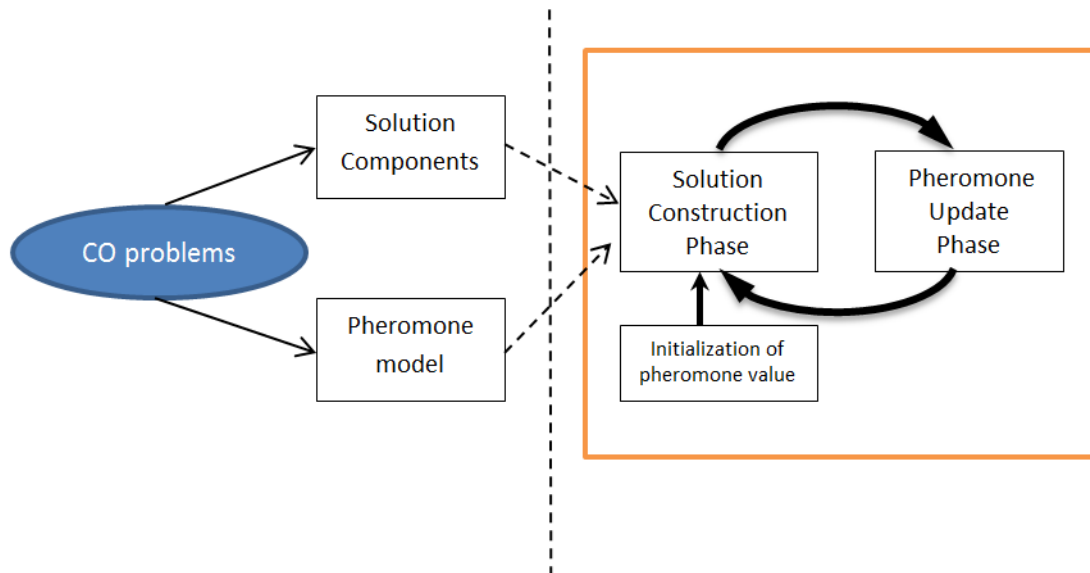 Solution
Components
CO problems
Pheromone
model
Solution
Construction
Phase
Pheromone
Update
Phase
Initialization of
pheromone value